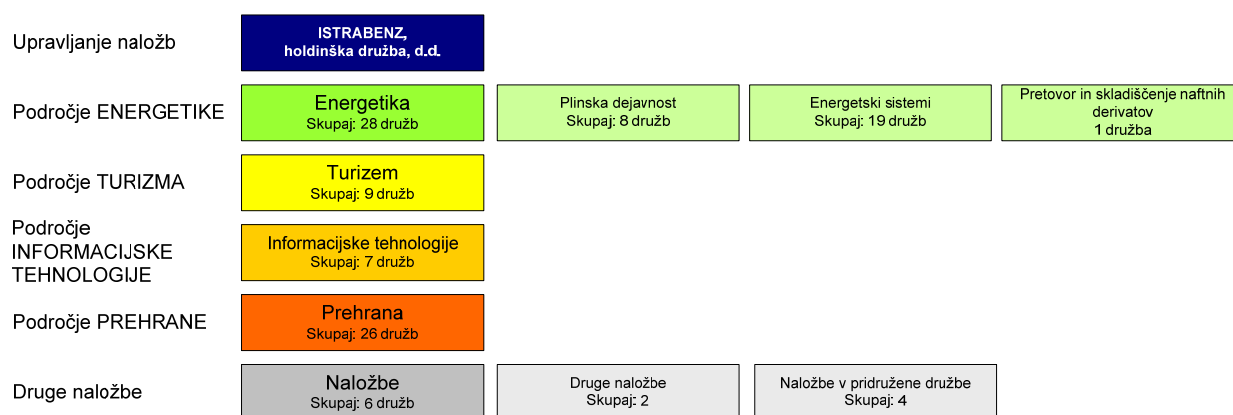 Upravljanje naložb
ISTRABENZ,
holdinška družba, d.d.
Področje ENERGETIKE
Energetika
Skupaj: 28 družb
Plinska dejavnost
Skupaj: 8 družb
Energetski sistemi
Skupaj: 19 družb
Pretovor in skladiščenje naftnih
derivatov
1 družba
Področje TURIZMA
Turizem
Skupaj: 9 družb
Področje
INFORMACIJSKE
TEHNOLOGIJE
Informacijske tehnologije
Skupaj: 7 družb
Področje PREHRANE
Prehrana
Skupaj: 26 družb
Druge naložbe
Naložbe
Skupaj: 6 družb
Druge naložbe
Skupaj: 2
Naložbe v pridružene družbe
Skupaj: 4